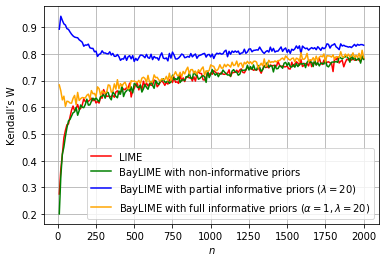 0.9
0.8
0.7
0.6
0.5
0.4
0.3
0.2
Kendall's W
LIME
BayLIME with non-informative priors
BayLIME with partial informative priors (λ = 20)
BayLIME with full informative priors (α = 1, λ = 20)
0 250 500 750 1000 1250 1500 1750 2000
n